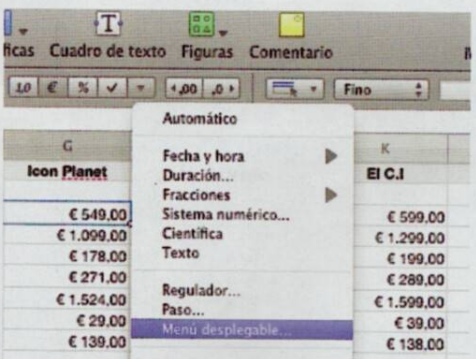 ficas Cuadro de texto Figuras Comentario
1.0 € % ✓ ,00 ,0 Fino
Automático
G K
Icon Planet Fecha y hora El C.I
Duración...
Fracciones
€ 549,00 Sistema numérico... € 599,00
€ 1.099,00 Científica € 1.299,00
€ 178,00 Texto € 199,00
€ 271,00 Regulador... € 289,00
€ 1.524,00 Paso... € 1.599,00
€ 29,00 Menú desplegable... € 39,00
€ 139,00 € 138,00